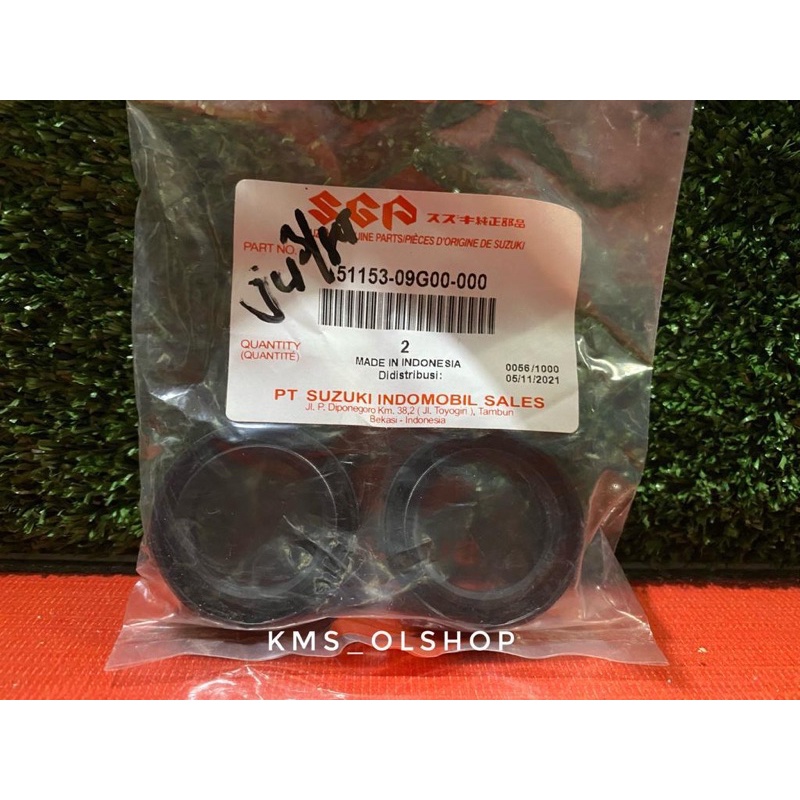 SGP スズキ純正部品
GENUINE PARTS/PIÈCES D'ORIGINE DE SUZUKI
PART NO.
51153-09G00-000
QUANTITY
(QUANTITÉ)
2
MADE IN INDONESIA
Didistribusi:
0056/1000
05/11/2021
PT SUZUKI INDOMOBIL SALES
Jl. P. Diponegoro Km. 38,2 ( Jl. Toyogiri ), Tambun
Bekasi - Indonesia
KMS_OLSHOP